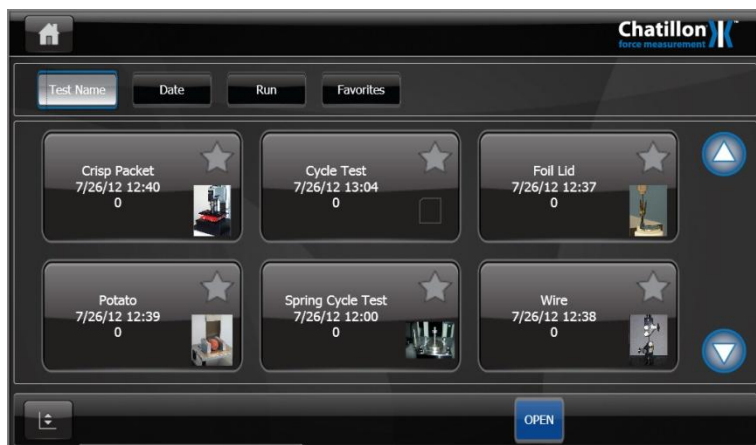 Chatillon™
force measurement
Test Name
Date
Run
Favorites
Crisp Packet
7/26/12 12:40
0
Cycle Test
7/26/12 13:04
0
Foil Lid
7/26/12 12:37
0
Potato
7/26/12 12:39
0
Spring Cycle Test
7/26/12 12:00
0
Wire
7/26/12 12:38
0
OPEN